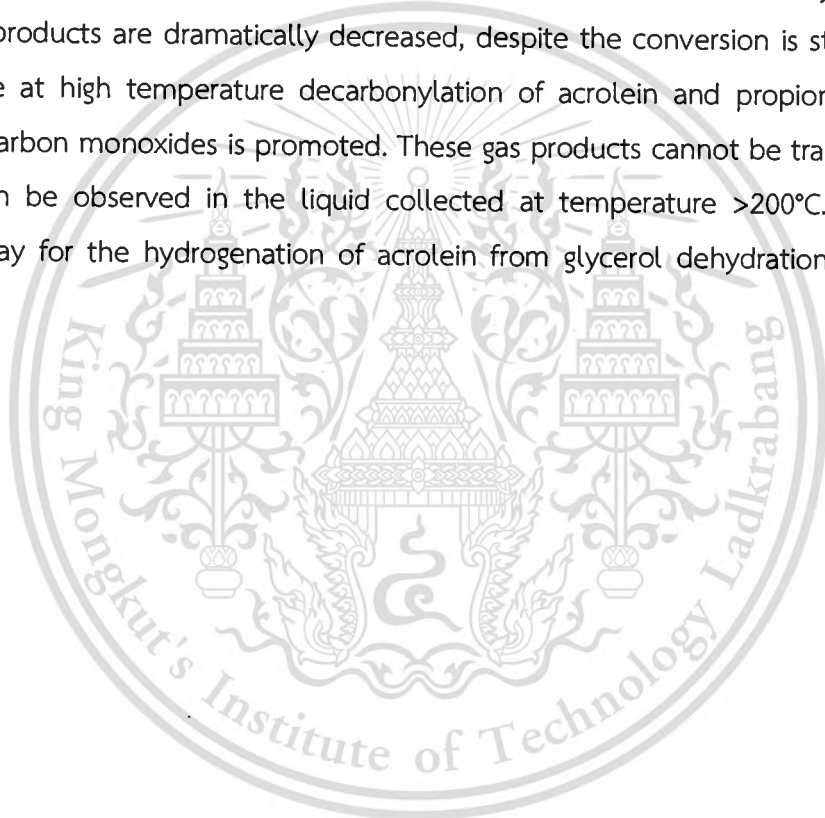 products are dramatically decreased, despite the conversion is st
e at high temperature decarbonylation of acrolein and propior
arbon monoxides is promoted. These gas products cannot be tra
n be observed in the liquid collected at temperature >200°C.
ay for the hydrogenation of acrolein from glycerol dehydration
King Mongkut's Institute of Technology Ladkrabang